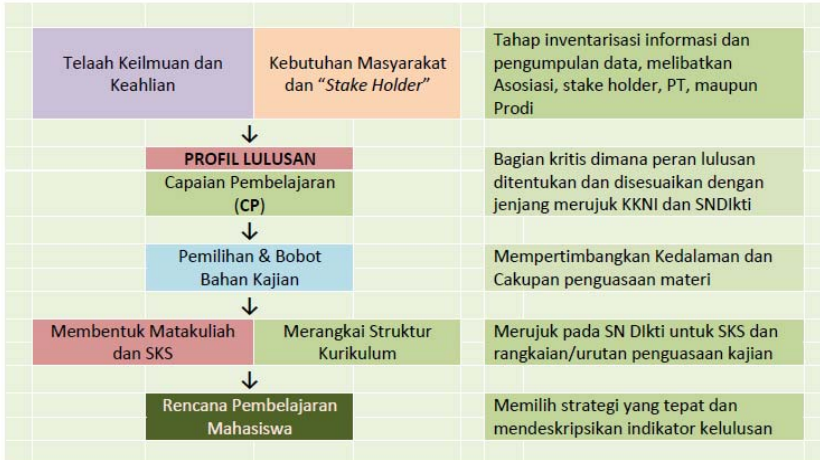 Telaah Keilmuan dan
Keahlian
Kebutuhan Masyarakat
dan “Stake Holder”
Tahap inventarisasi informasi dan
pengumpulan data, melibatkan
Asosiasi, stake holder, PT, maupun
Prodi
PROFIL LULUSAN
Capaian Pembelajaran
(CP)
Bagian kritis dimana peran lulusan
ditentukan dan disesuaikan dengan
jenjang merujuk KKNI dan SNDIkti
Pemilihan & Bobot
Bahan Kajian
Mempertimbangkan Kedalaman dan
Cakupan penguasaan materi
Membentuk Matakuliah
dan SKS
Merangkai Struktur
Kurikulum
Merujuk pada SN DIkti untuk SKS dan
rangkaian/urutan penguasaan kajian
Rencana Pembelajaran
Mahasiswa
Memilih strategi yang tepat dan
mendeskripsikan indikator kelulusan